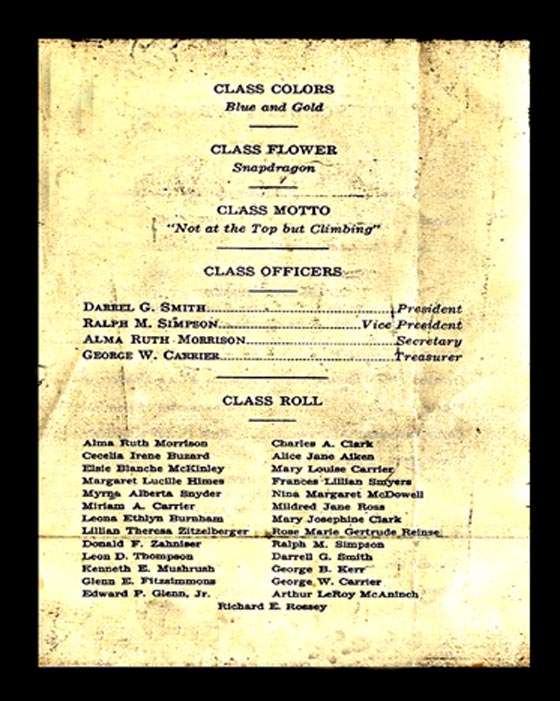 CLASS COLORS
Blue and Gold
CLASS FLOWER
Snapdragon
CLASS MOTTO
"Not at the Top but Climbing"
CLASS OFFICERS
DARREL G. SMITH President
RALPH M. SIMPSON Vice President
ALMA RUTH MORRISON Secretary
GEORGE W. CARRIER Treasurer
CLASS ROLL
Alma Ruth Morrison
Cecelia Irene Buzard
Elsie Blanche McKinley
Margaret Lucille Himes
Myrna Alberta Snyder
Miriam A. Carrier
Leona Ethlyn Burnham
Lillian Theresa Zitzelberger
Donald F. Zahniser
Leon D. Thompson
Kenneth E. Mushrush
Glenn E. Fitzsimmons
Edward P. Glenn, Jr.
Charles A. Clark
Alice Jane Aiken
Mary Louise Carrier
Frances Lillian Smyers
Nina Margaret McDowell
Mildred Jane Ross
Mary Josephine Clark
Rose Marie Gertrude Reinse
Ralph M. Simpson
Darrell G. Smith
George B. Kerr
George W. Carrier
Arthur LeRoy McAninch
Richard E. Rossey